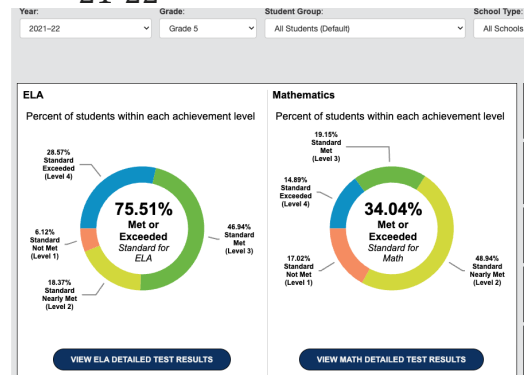 21-22
Year: Grade: Student Group: School Type:
2021–22 Grade 5 All Students (Default) All Schools
ELA
Percent of students within each achievement level
28.57%
Standard
Exceeded
(Level 4)
75.51%
Met or
Exceeded
Standard for
ELA
6.12%
Standard
Not Met
(Level 1)
46.94%
Standard
Met
(Level 3)
18.37%
Standard
Nearly Met
(Level 2)
VIEW ELA DETAILED TEST RESULTS
Mathematics
Percent of students within each achievement level
19.15%
Standard
Met
(Level 3)
14.89%
Standard
Exceeded
(Level 4)
34.04%
Met or
Exceeded
Standard for
Math
17.02%
Standard
Not Met
(Level 1)
48.94%
Standard
Nearly Met
(Level 2)
VIEW MATH DETAILED TEST RESULTS